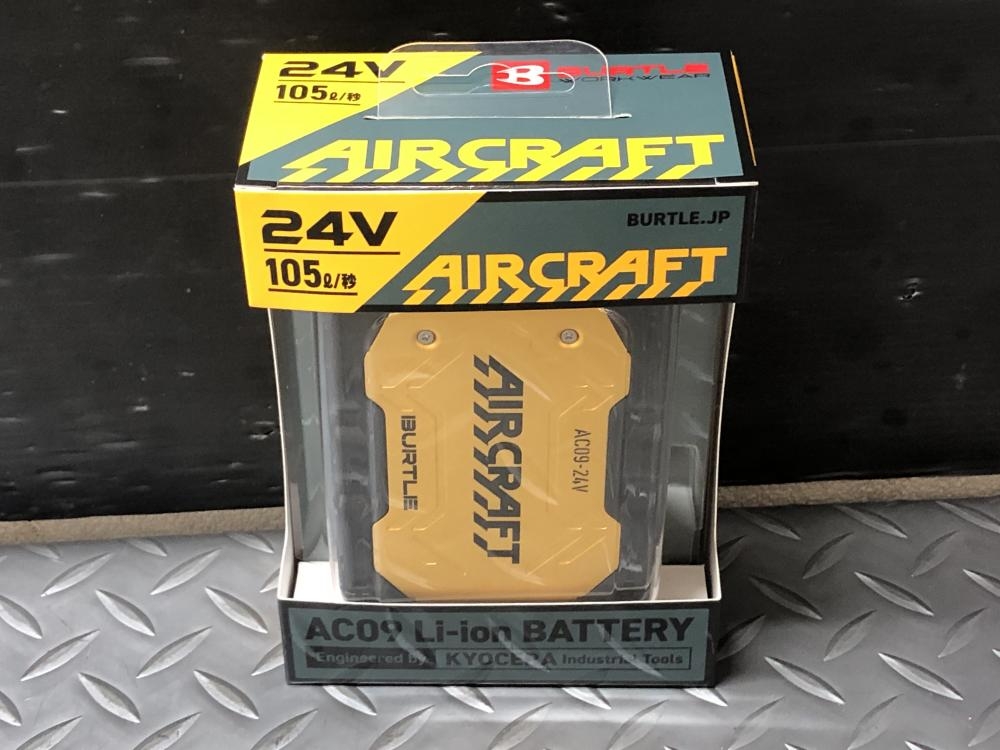 24V
105ℓ/秒
B BURTLE
WORKWEAR
AIRCRAFT
24V
105ℓ/秒
BURTLE.JP
AIRCRAFT
AIRCRAFT
BURTLE
AC09-24V
AC09 Li-ion BATTERY
Engineered by KYOCERA Industrial Tools